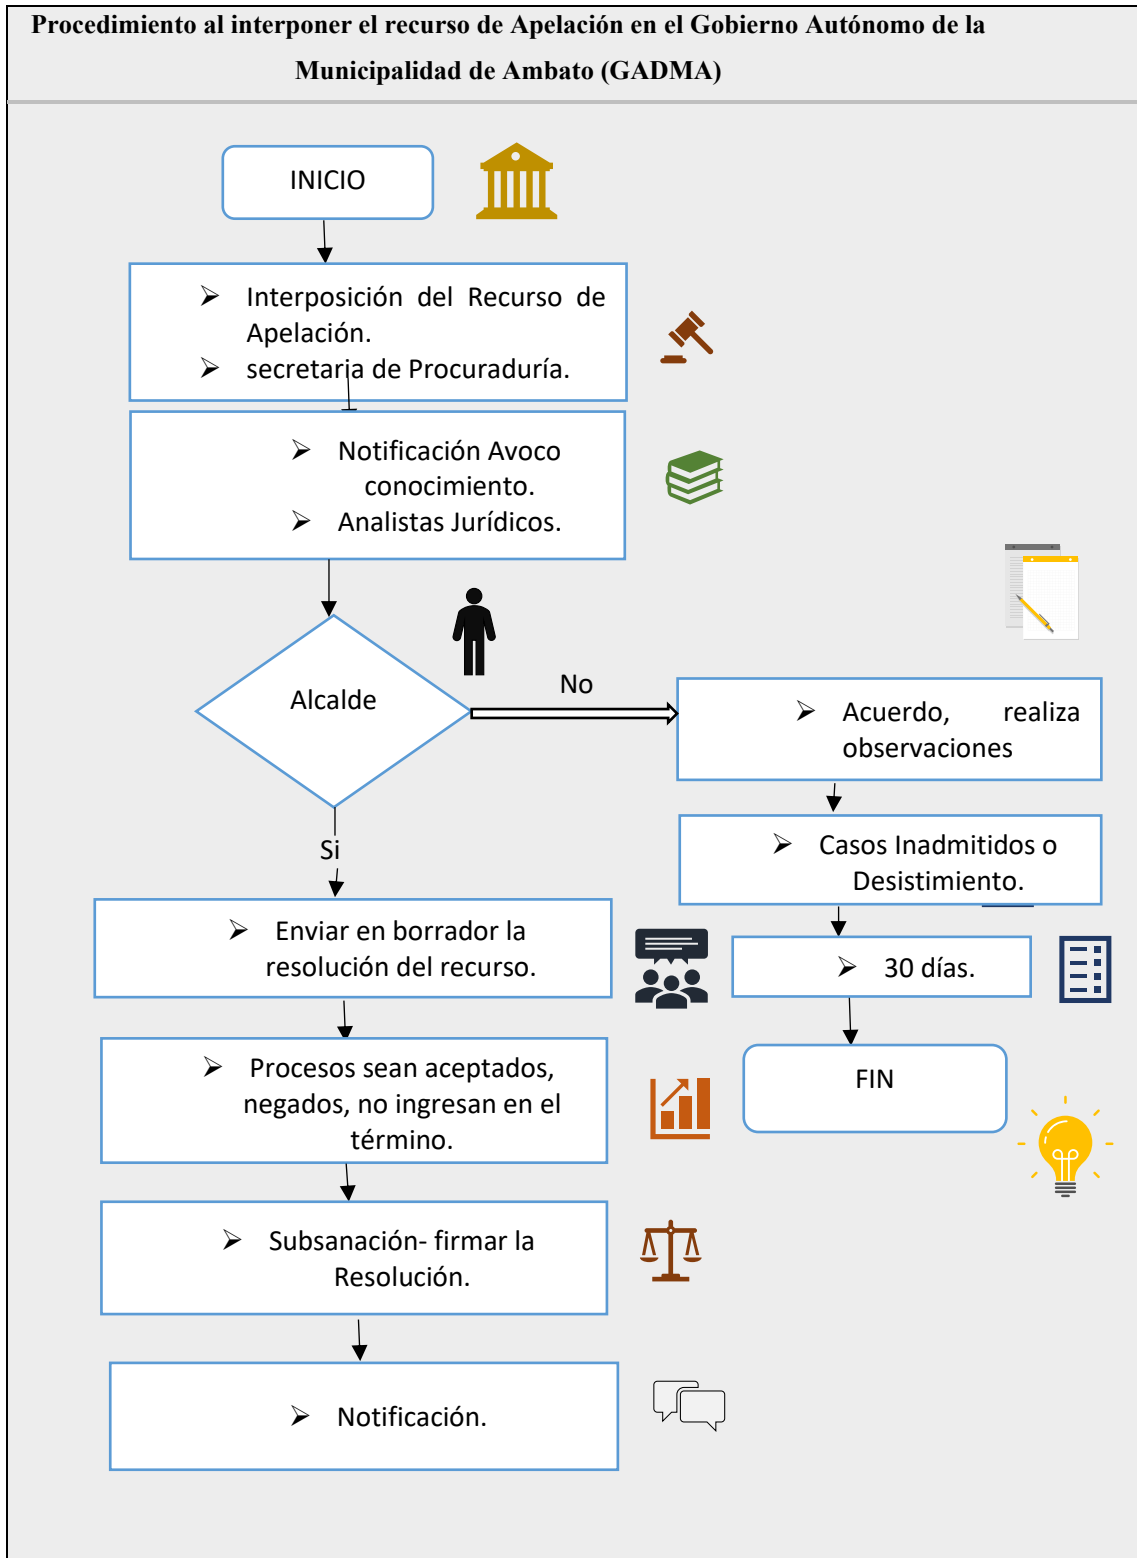 Procedimiento al interponer el recurso de Apelación en el Gobierno Autónomo de la
Municipalidad de Ambato (GADMA)
INICIO
➢ Interposición del Recurso de
Apelación.
➢ secretaria de Procuraduría.
➢ Notificación Avoco
conocimiento.
➢ Analistas Jurídicos.
Alcalde
No
➢ Acuerdo, realiza
observaciones
➢ Casos Inadmitidos o
Desistimiento.
Si
➢ Enviar en borrador la
resolución del recurso.
➢ 30 días.
➢ Procesos sean aceptados,
negados, no ingresan en el
término.
FIN
➢ Subsanación- firmar la
Resolución.
➢ Notificación.